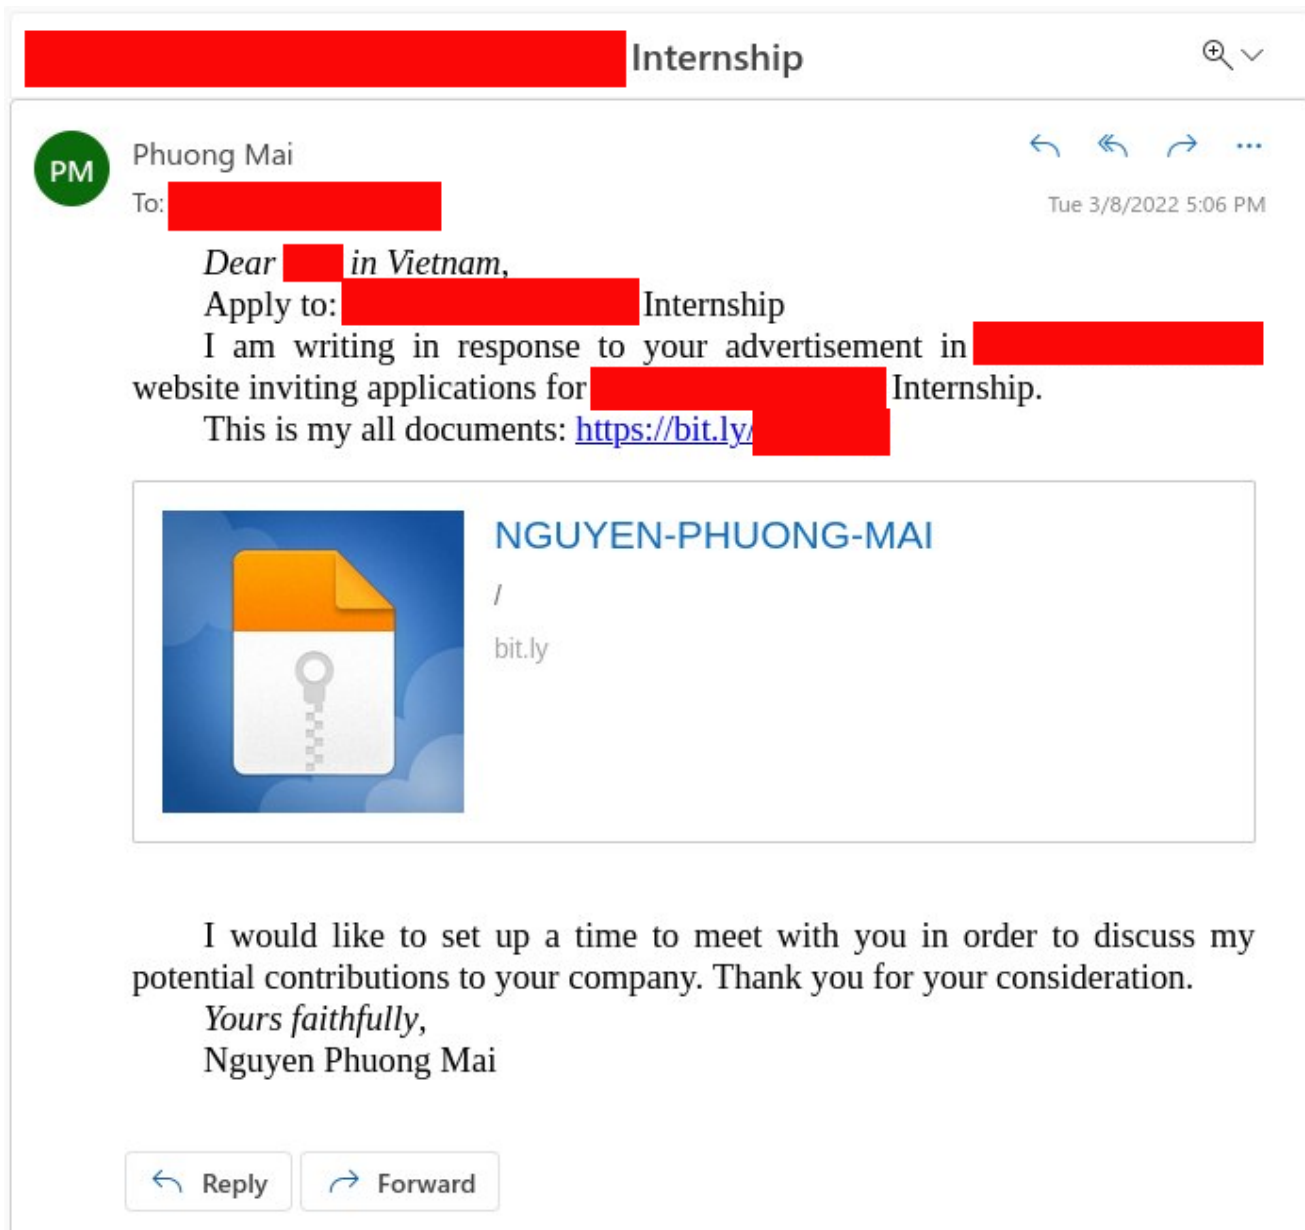 Internship
PM
Phuong Mai
To:
Tue 3/8/2022 5:06 PM
Dear in Vietnam,
Apply to: Internship
I am writing in response to your advertisement in
website inviting applications for Internship.
This is my all documents: https://bit.ly/
NGUYEN-PHUONG-MAI
/
bit.ly
I would like to set up a time to meet with you in order to discuss my
potential contributions to your company. Thank you for your consideration.
Yours faithfully,
Nguyen Phuong Mai
Reply
Forward